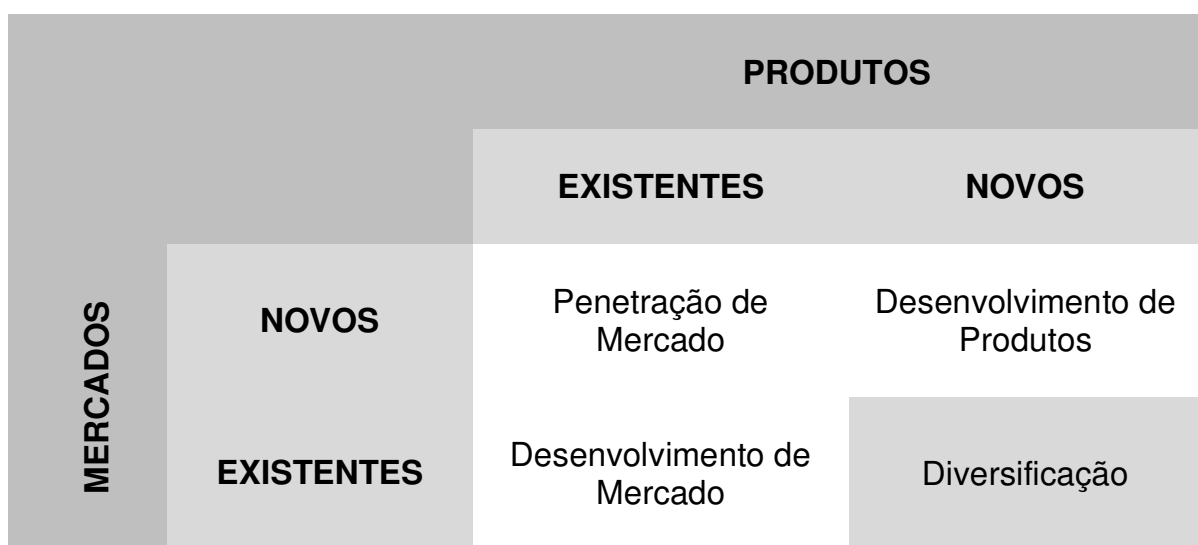 PRODUTOS
EXISTENTES
NOVOS
MERCADOS
NOVOS
Penetração de
Mercado
Desenvolvimento de
Produtos
EXISTENTES
Desenvolvimento de
Mercado
Diversificação